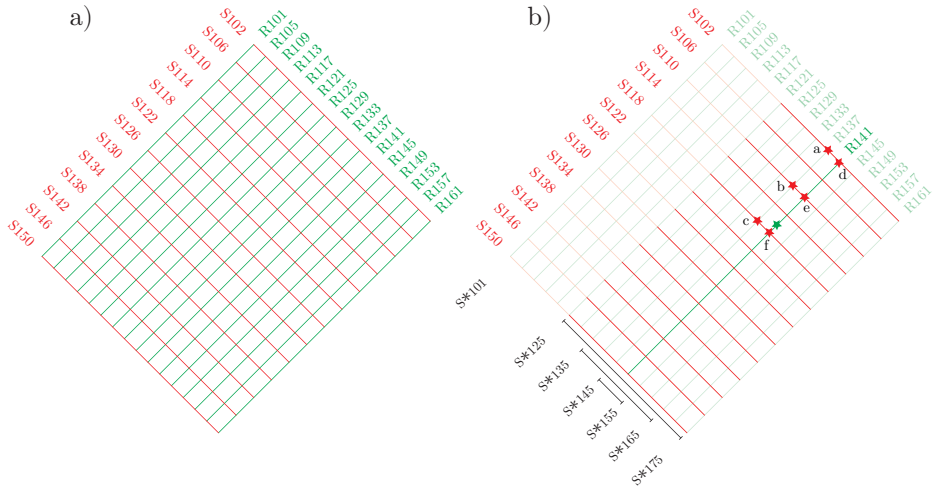 a)
S102
S106
S110
S114
S118
S122
S126
S130
S134
S138
S142
S146
S150
R101
R105
R109
R113
R117
R121
R125
R129
R133
R137
R141
R145
R149
R153
R157
R161
b)
S102
S106
S110
S114
S118
S122
S126
S130
S134
S138
S142
S146
S150
R101
R105
R109
R113
R117
R121
R125
R129
R133
R137
R141
R145
R149
R153
R157
R161
a
d
b
e
c
f
S*101
S*125
S*135
S*145
S*155
S*165
S*175